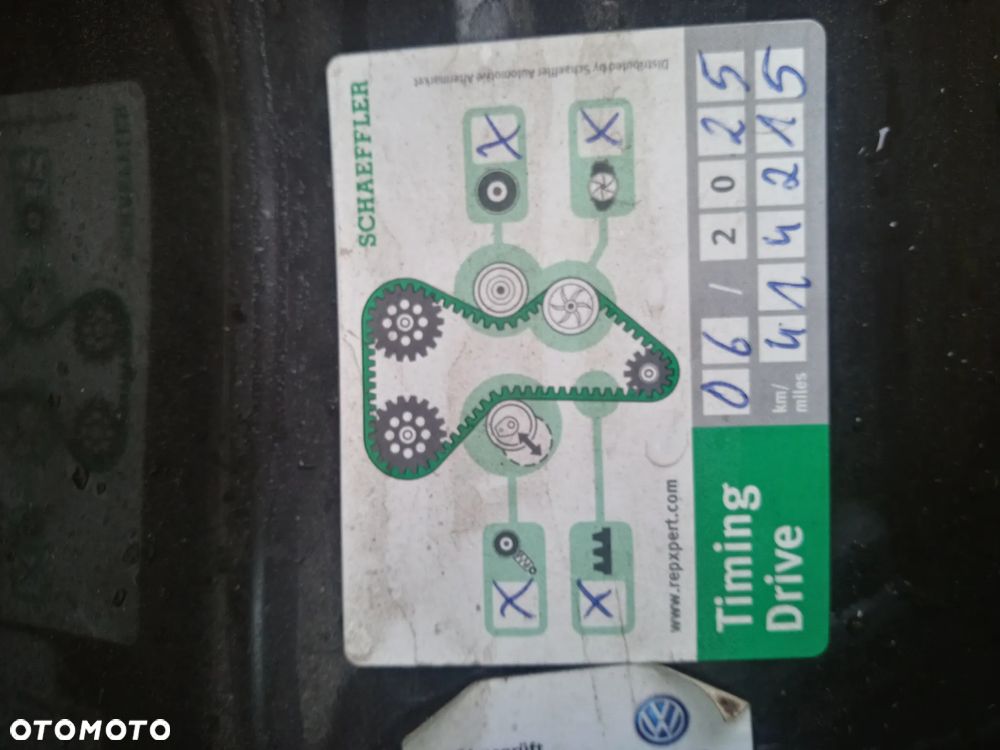 SCHAEFFLER
Distributed by Schaeffler Automotive Aftermarket
X
X
X
X
www.repxpert.com
Timing
Drive
06 / 2025
km/
miles
414215
OTOMOTO